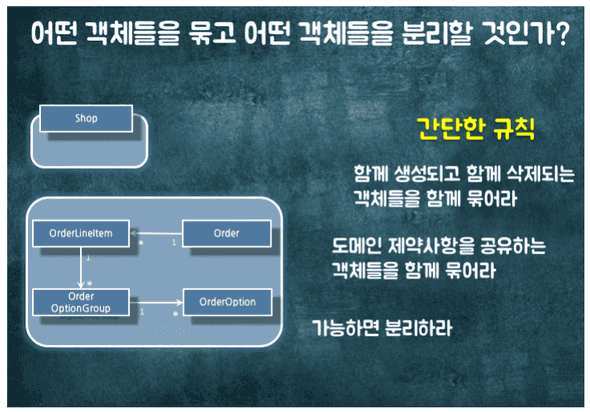 어떤 객체들을 묶고 어떤 객체들을 분리할 것인가?
Shop
간단한 규칙
함께 생성되고 함께 삭제되는
객체들을 함께 묶어라
OrderLineItem
Order
* 1
도메인 제약사항을 공유하는
객체들을 함께 묶어라
1
*
Order
OptionGroup
OrderOption
1 *
가능하면 분리하라